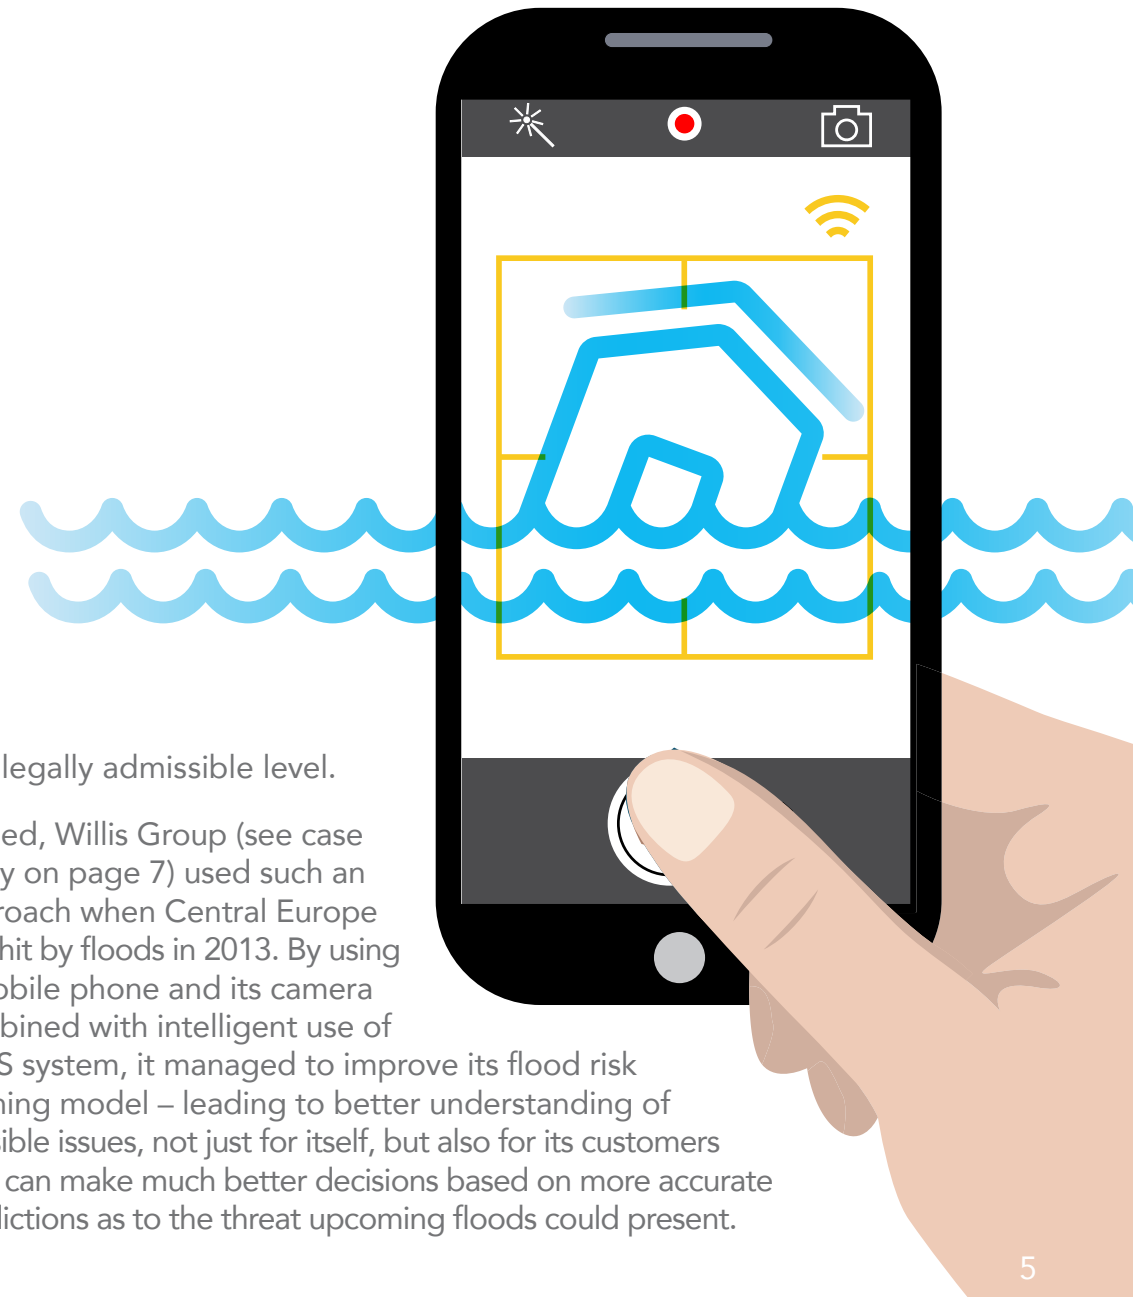 legally admissible level.
ed, Willis Group (see case
y on page 7) used such an
roach when Central Europe
hit by floods in 2013. By using
obile phone and its camera
bined with intelligent use of
S system, it managed to improve its flood risk
ning model – leading to better understanding of
sible issues, not just for itself, but also for its customers
can make much better decisions based on more accurate
dictions as to the threat upcoming floods could present.
5